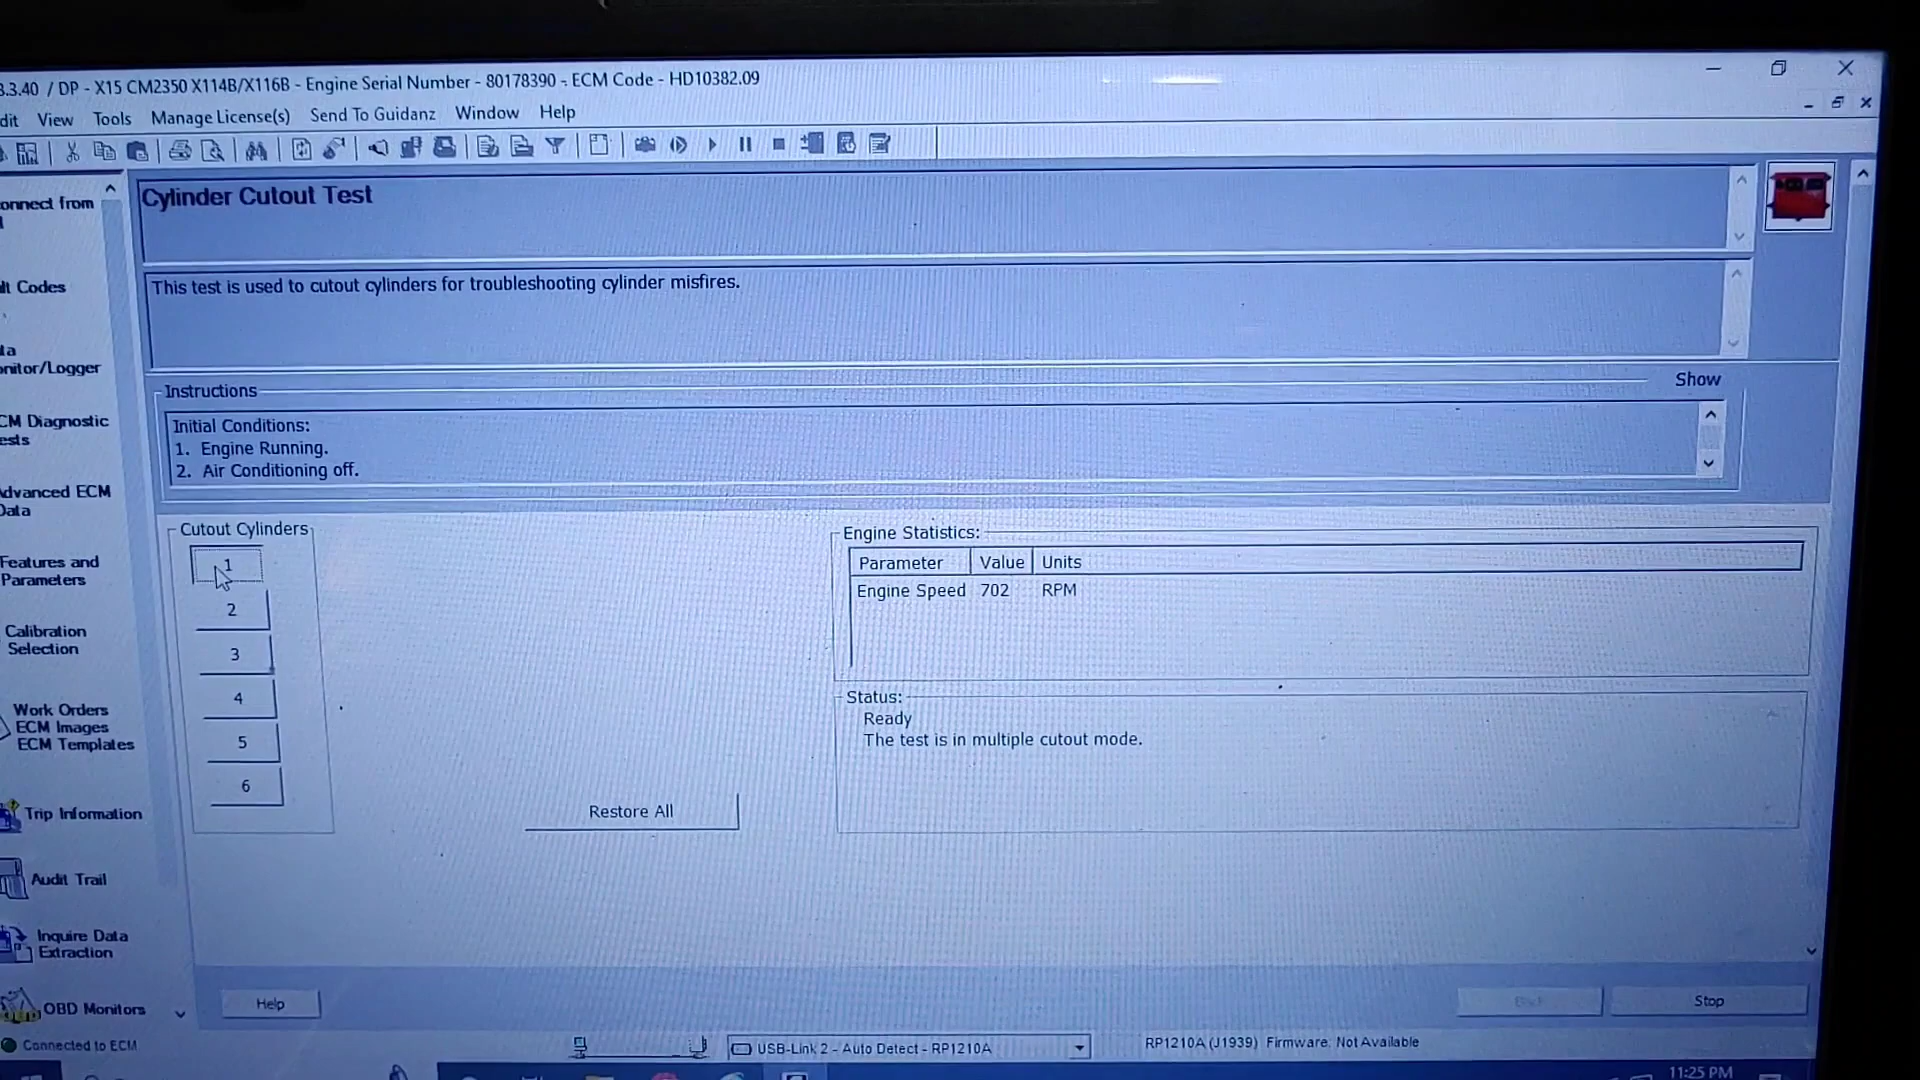 3.3.40 / DP - X15 CM2350 X114B/X116B - Engine Serial Number - 80178390 - ECM Code - HD10382.09
dit View Tools Manage License(s) Send To Guidanz Window Help
onnect from
Cylinder Cutout Test
lt Codes
This test is used to cutout cylinders for troubleshooting cylinder misfires.
ta
onitor/Logger
Instructions
Show
CM Diagnostic
ests
Initial Conditions:
1. Engine Running.
2. Air Conditioning off.
Advanced ECM
Data
Features and
Parameters
Calibration
Selection
Work Orders
ECM Images
ECM Templates
Trip Information
Audit Trail
Inquire Data
Extraction
OBD Monitors
Cutout Cylinders
1
2
3
4
5
6
Restore All
Engine Statistics:
Parameter Value Units
Engine Speed 702 RPM
Status:
Ready
The test is in multiple cutout mode.
Help
Stop
Connected to ECM
USB-Link 2 - Auto Detect - RP1210A
RP1210A (J1939) Firmware: Not Available
11:25 PM